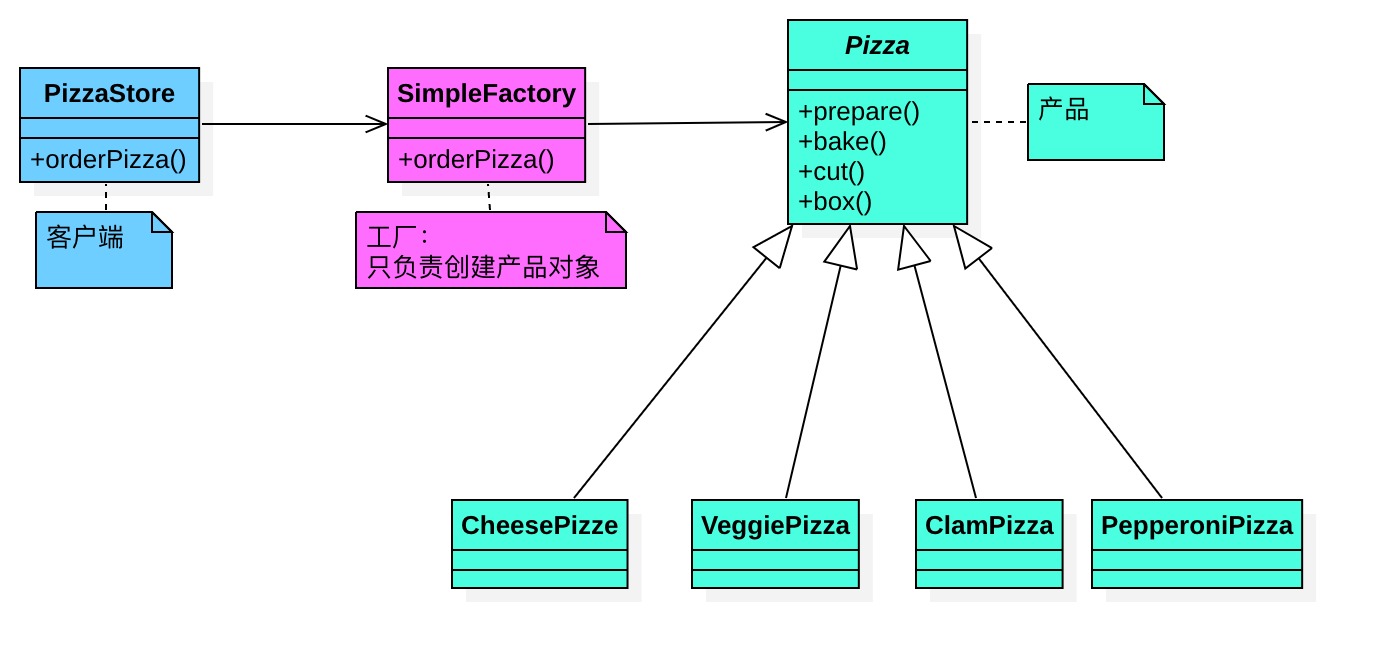 PizzaStore
+orderPizza()
客户端
SimpleFactory
+orderPizza()
工厂：
只负责创建产品对象
Pizza
+prepare()
+bake()
+cut()
+box()
产品
CheesePizze
VeggiePizza
ClamPizza
PepperoniPizza